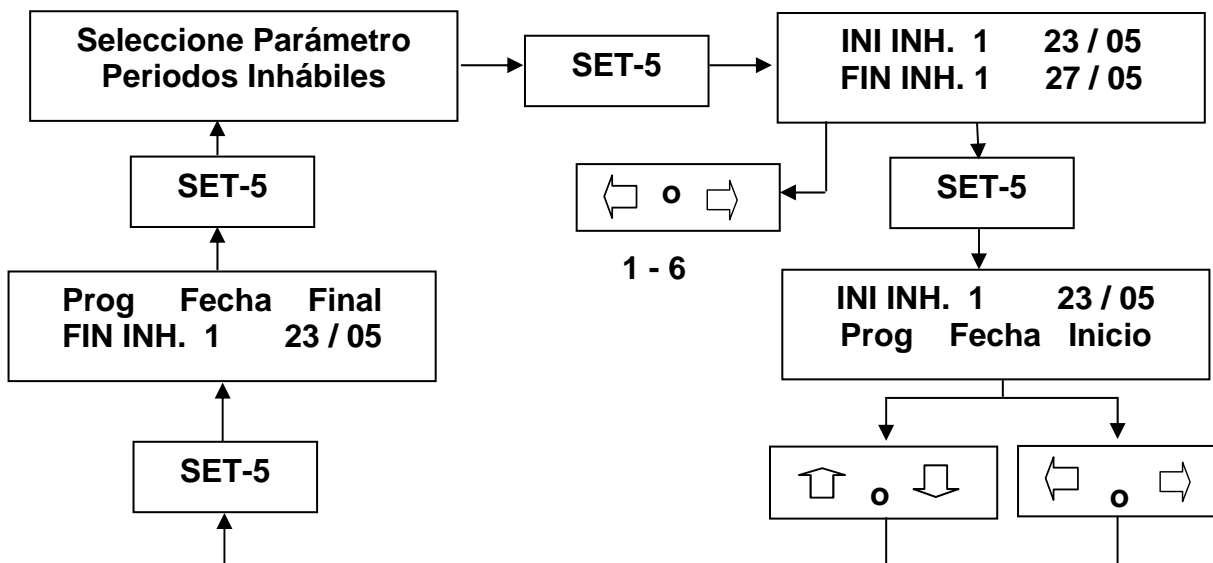 Seleccione Parámetro
Periodos Inhábiles
SET-5
INI INH. 1 23 / 05
FIN INH. 1 27 / 05
SET-5
o
1 - 6
SET-5
INI INH. 1 23 / 05
Prog Fecha Inicio
Prog Fecha Final
FIN INH. 1 23 / 05
SET-5
o
o